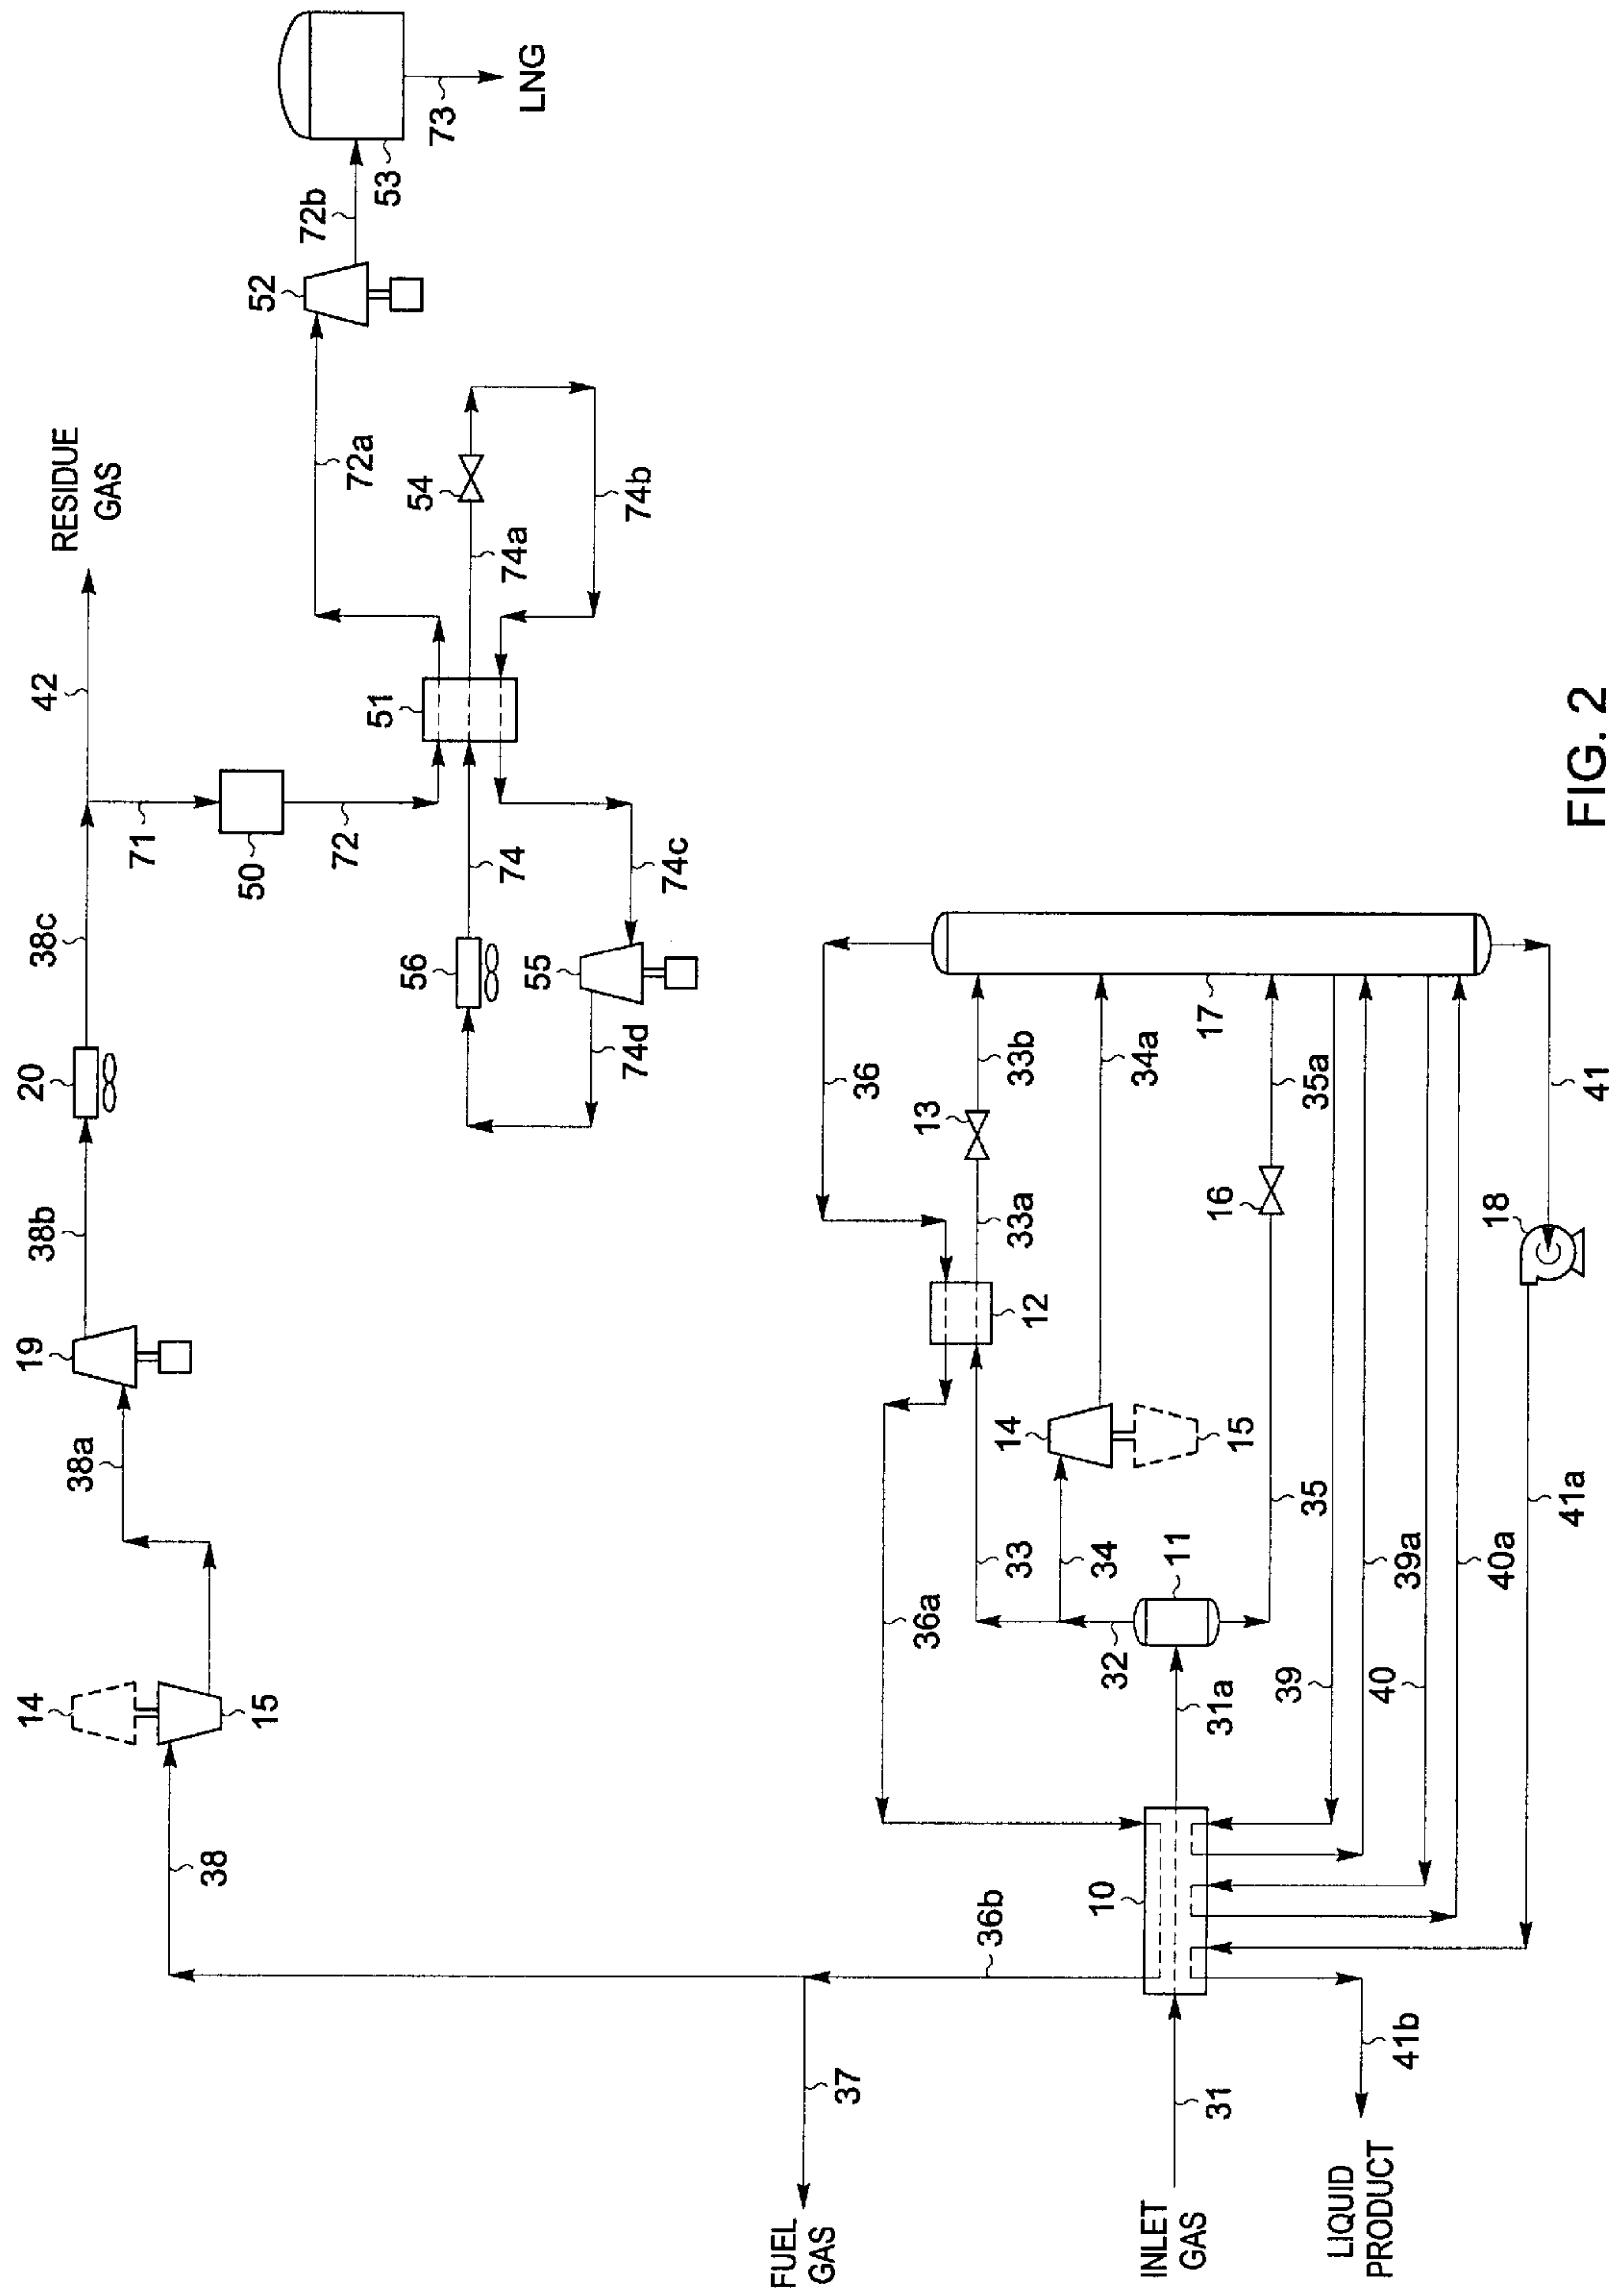 14
19
20
38b
38c
42
RESIDUE
GAS
38a
71
38
15
50
52
72b
72
72a
51
53
56
54
73
74
74a
LNG
55
74d
74b
74c
FUEL
GAS
37
36
36a
13
36b
33
33a
33b
14
12
10
34
34a
32
11
INLET
GAS
31
31a
15
16
17
39
35
35a
LIQUID
PRODUCT
41b
40
39a
40a
18
41a
41
FIG. 2